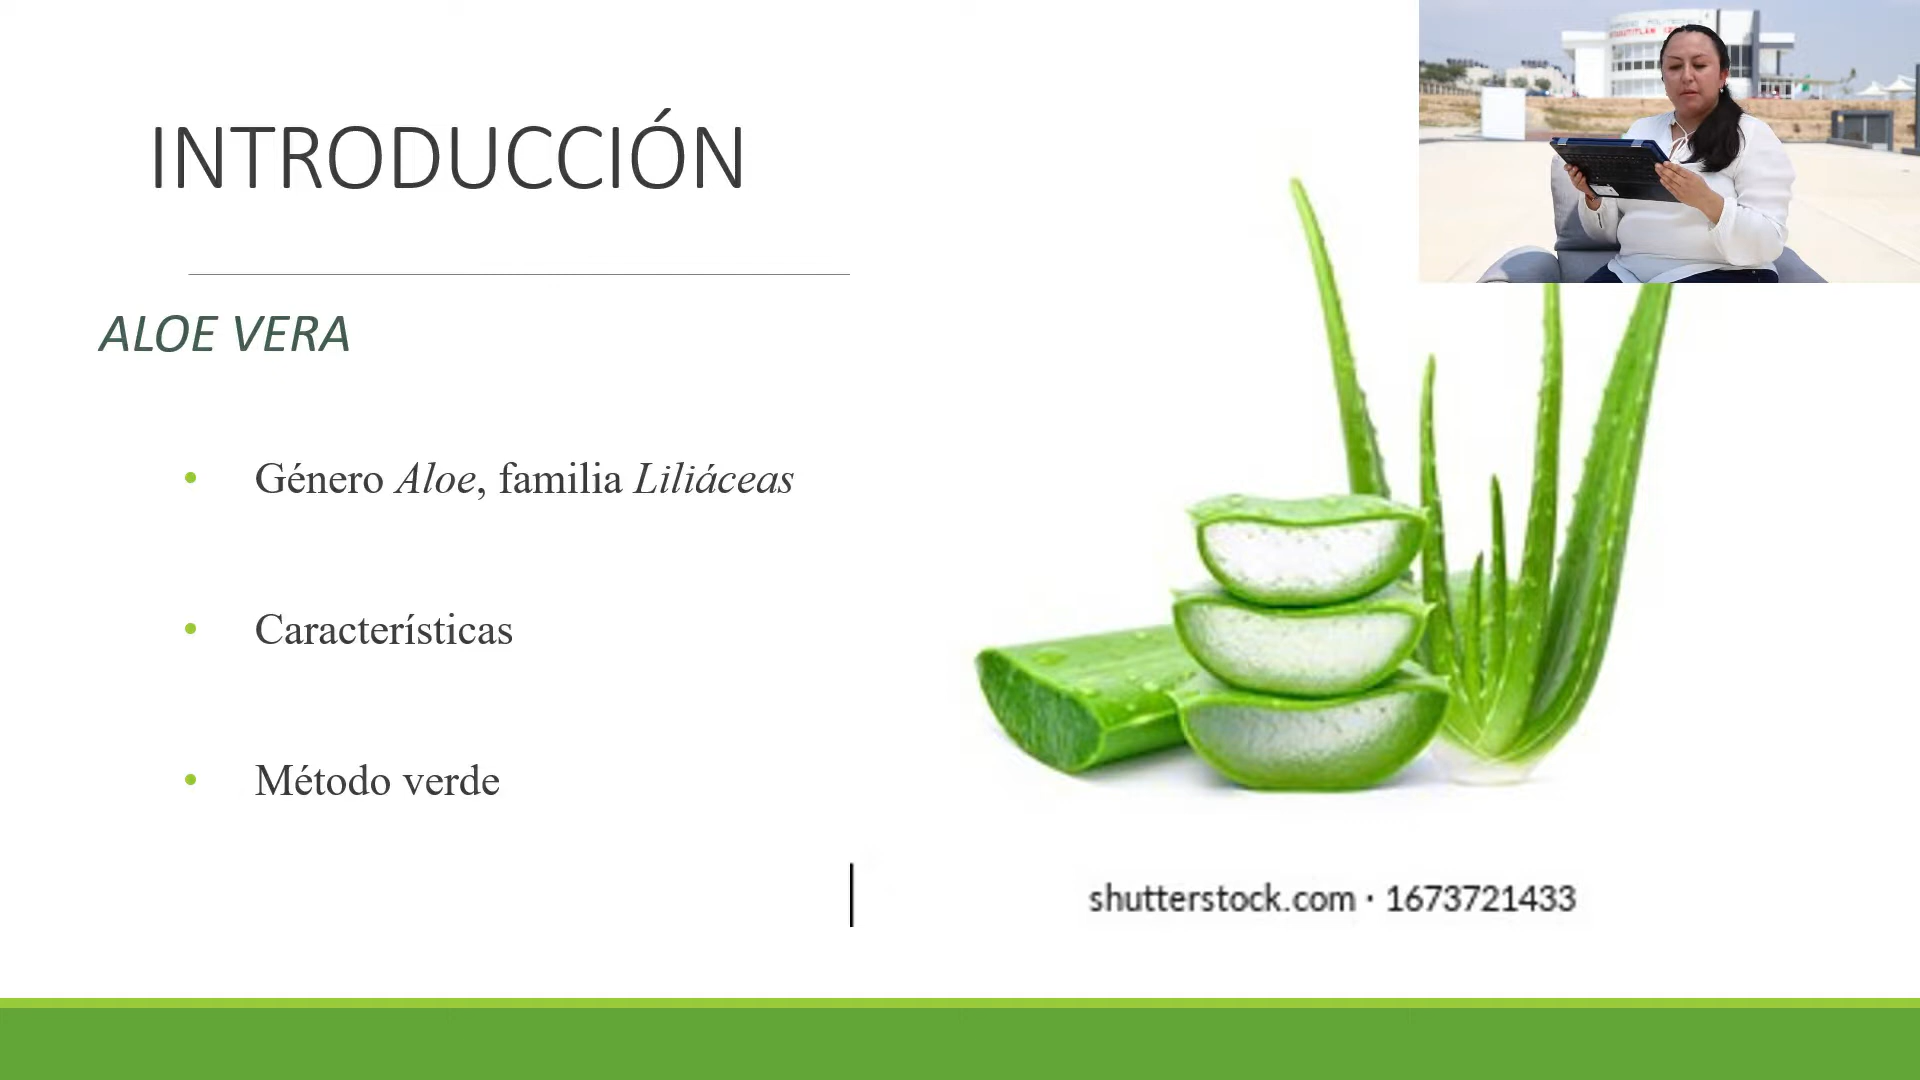 INTRODUCCIÓN
ALOE VERA
• Género Aloe, familia Liliáceas
• Características
• Método verde
shutterstock.com · 1673721433